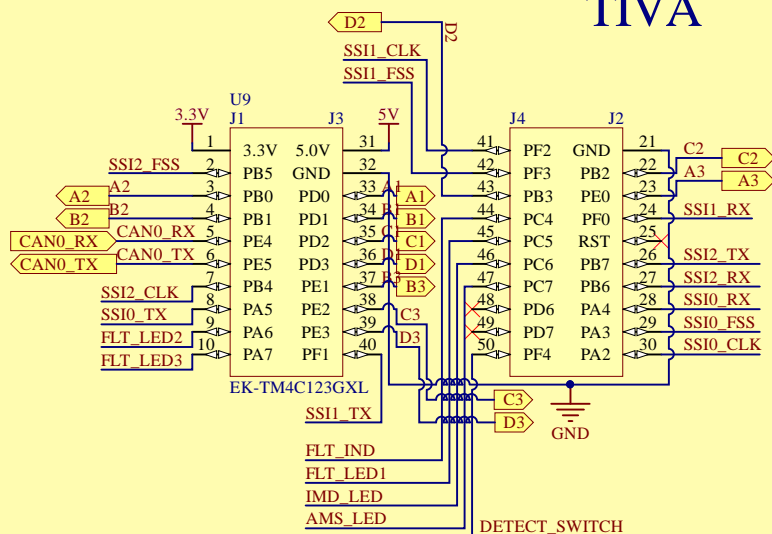 TIVA
D2
D2
SSI1_CLK
SSI1_FSS
U9
3.3V
J1
J3
5V
J4
J2
1 3.3V 5.0V 31
SSI2_FSS 2 PB5 GND 32
A2 A2 3 PB0 PD0 33 A1 A1
B2 B2 4 PB1 PD1 34 B1 B1
CAN0_RX CAN0_RX 5 PE4 PD2 35 C1 C1
CAN0_TX CAN0_TX 6 PE5 PD3 36 D1 D1
SSI2_CLK 7 PB4 PE1 37 B3 B3
SSI0_TX 8 PA5 PE2 38 C3
FLT_LED2 9 PA6 PE3 39 D3
FLT_LED3 10 PA7 PF1 40
EK-TM4C123GXL
SSI1_TX
41 PF2 GND 21
42 PF3 PB2 22 C2 C2
43 PB3 PE0 23 A3 A3
44 PC4 PF0 24 SSI1_RX
45 PC5 RST 25
46 PC6 PB7 26 SSI2_TX
47 PC7 PB6 27 SSI2_RX
48 PD6 PA4 28 SSI0_RX
49 PD7 PA3 29 SSI0_FSS
50 PF4 PA2 30 SSI0_CLK
C3
D3
GND
FLT_IND
FLT_LED1
IMD_LED
AMS_LED
DETECT_SWITCH